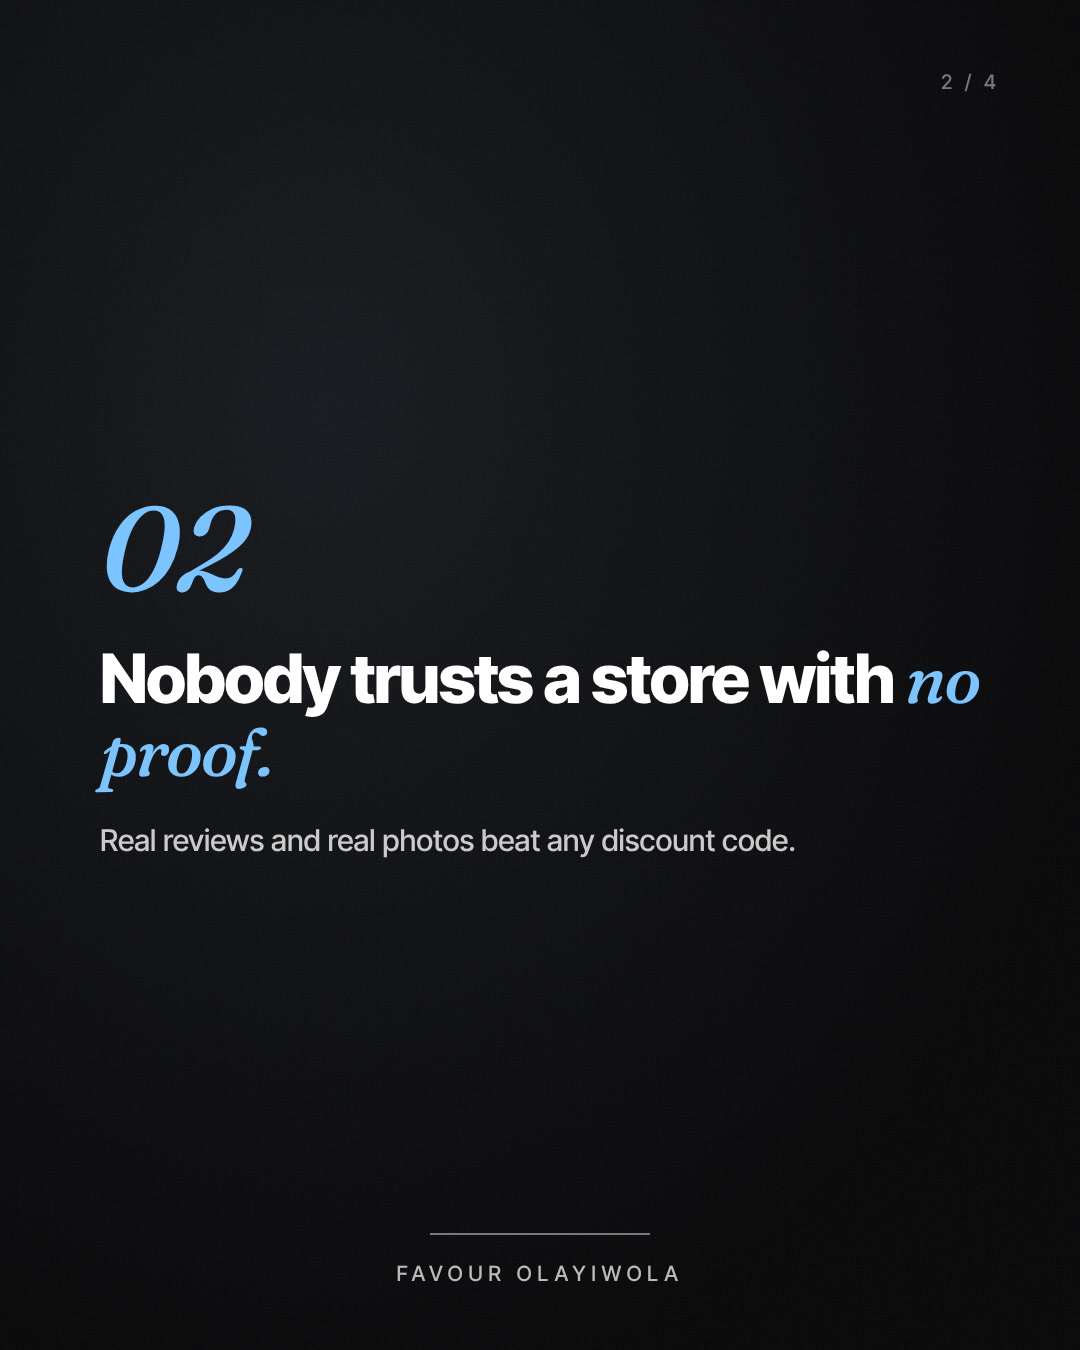 2 / 4
02
Nobody trusts a store with no
proof.
Real reviews and real photos beat any discount code.
FAVOUR OLAYIWOLA